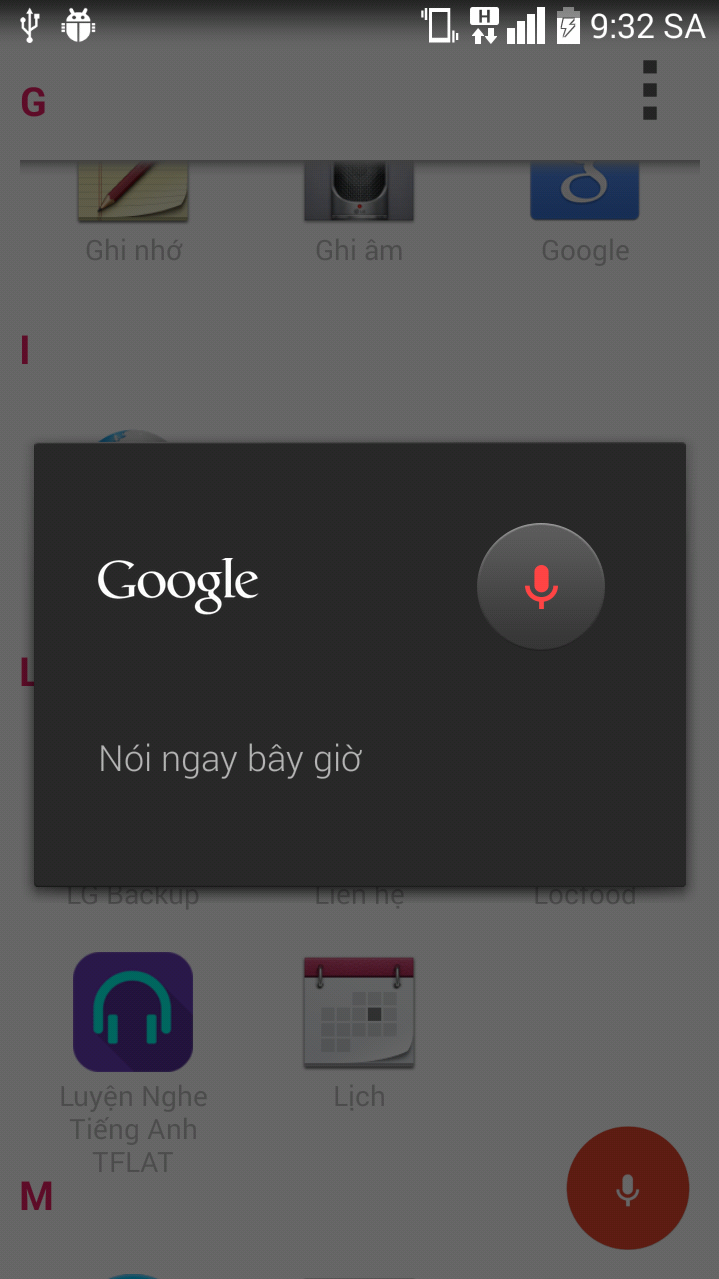 H
9:32 SA
G
Ghi nhớ
Ghi âm
Google
I
Google
L
Nói ngay bây giờ
LG Backup
Liên hệ
Locfood
Luyện Nghe
Tiếng Anh
TFLAT
Lịch
M